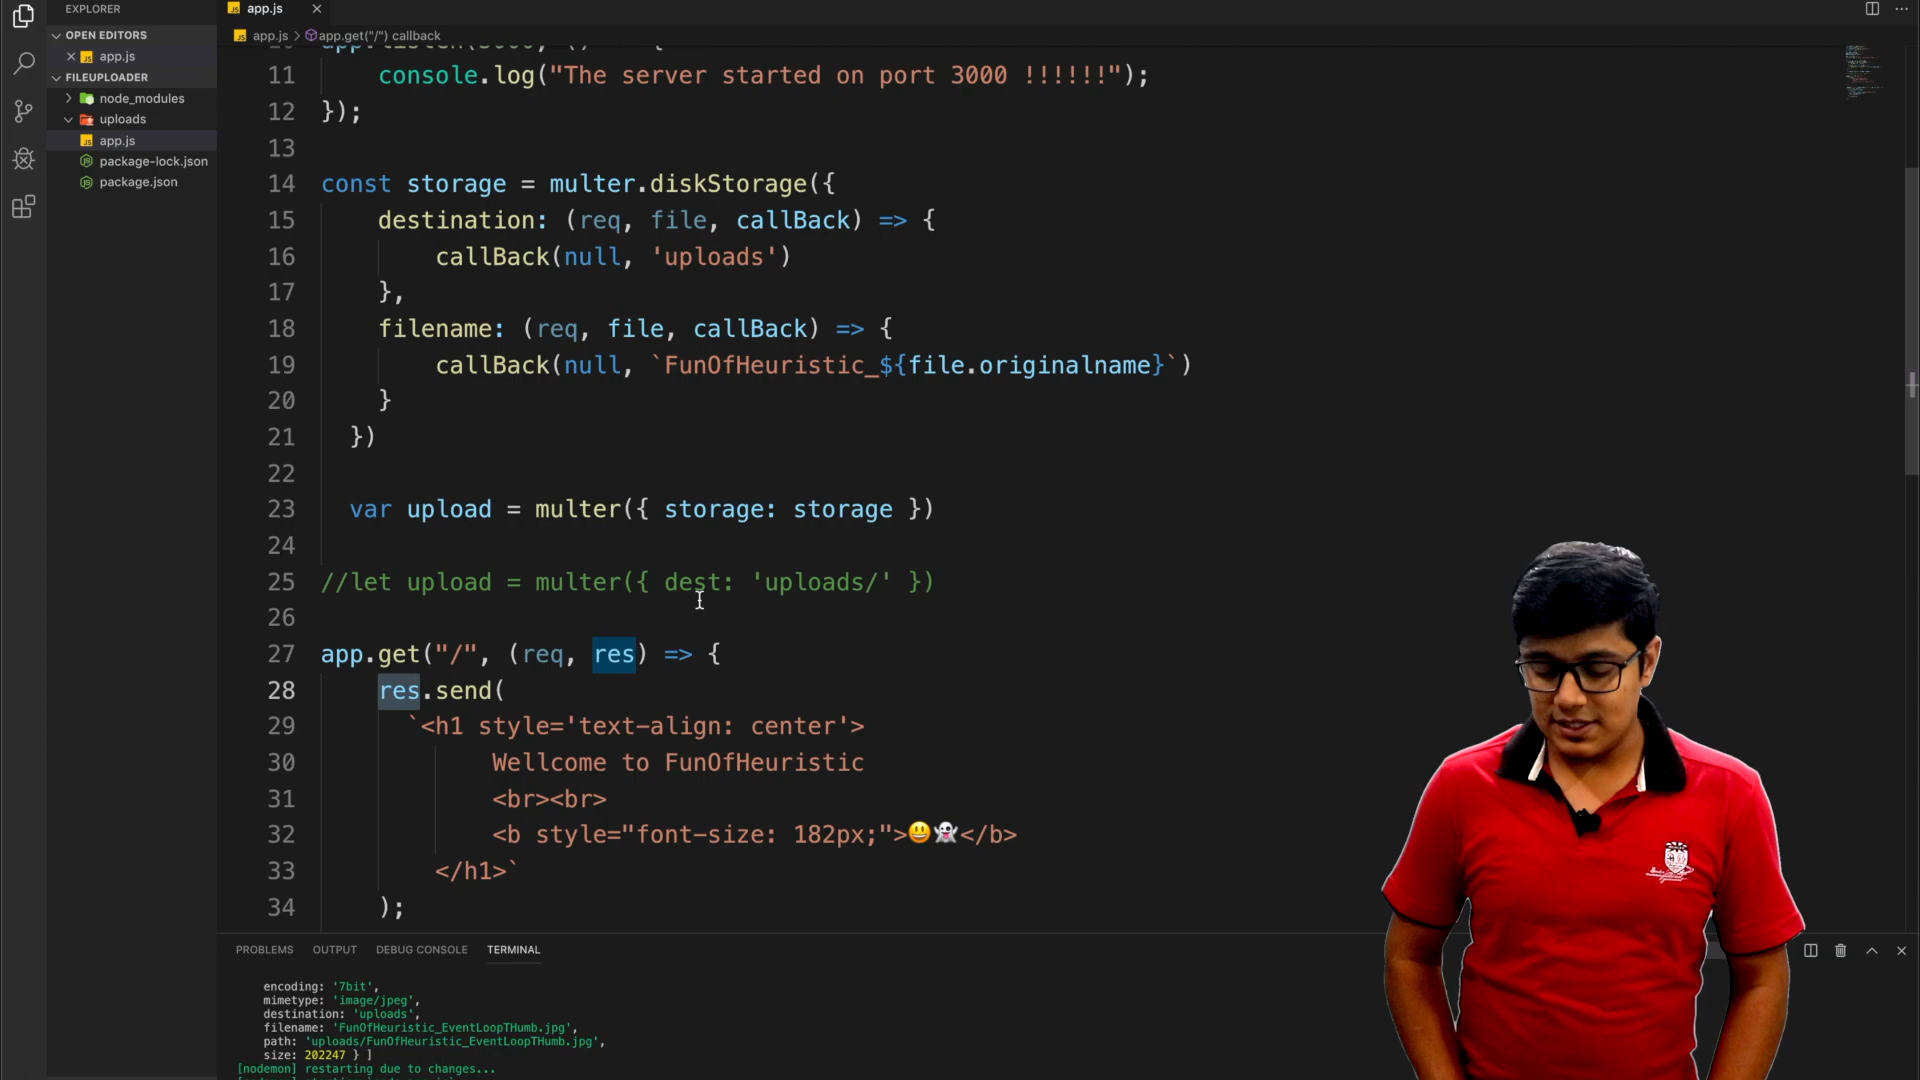 EXPLORER
OPEN EDITORS
app.js
FILEUPLOADER
node_modules
uploads
app.js
package-lock.json
package.json
app.js
app.js > app.get("/") callback
11 console.log("The server started on port 3000 !!!!!!");
12 });
13
14 const storage = multer.diskStorage({
15 destination: (req, file, callBack) => {
16 callBack(null, 'uploads')
17 },
18 filename: (req, file, callBack) => {
19 callBack(null, `FunOfHeuristic_${file.originalname}`)
20 }
21 })
22
23 var upload = multer({ storage: storage })
24
25 //let upload = multer({ dest: 'uploads/' })
26
27 app.get("/", (req, res) => {
28 res.send(
29 `<h1 style='text-align: center'>
30 Wellcome to FunOfHeuristic
31 <br><br>
32 <b style="font-size: 182px;">😃👻</b>
33 </h1>`
34 );
PROBLEMS OUTPUT DEBUG CONSOLE TERMINAL
encoding: '7bit',
mimetype: 'image/jpeg',
destination: 'uploads',
filename: 'FunOfHeuristic_EventLoopTHumb.jpg',
path: 'uploads/FunOfHeuristic_EventLoopTHumb.jpg',
size: 202247 } ]
[nodemon] restarting due to changes...